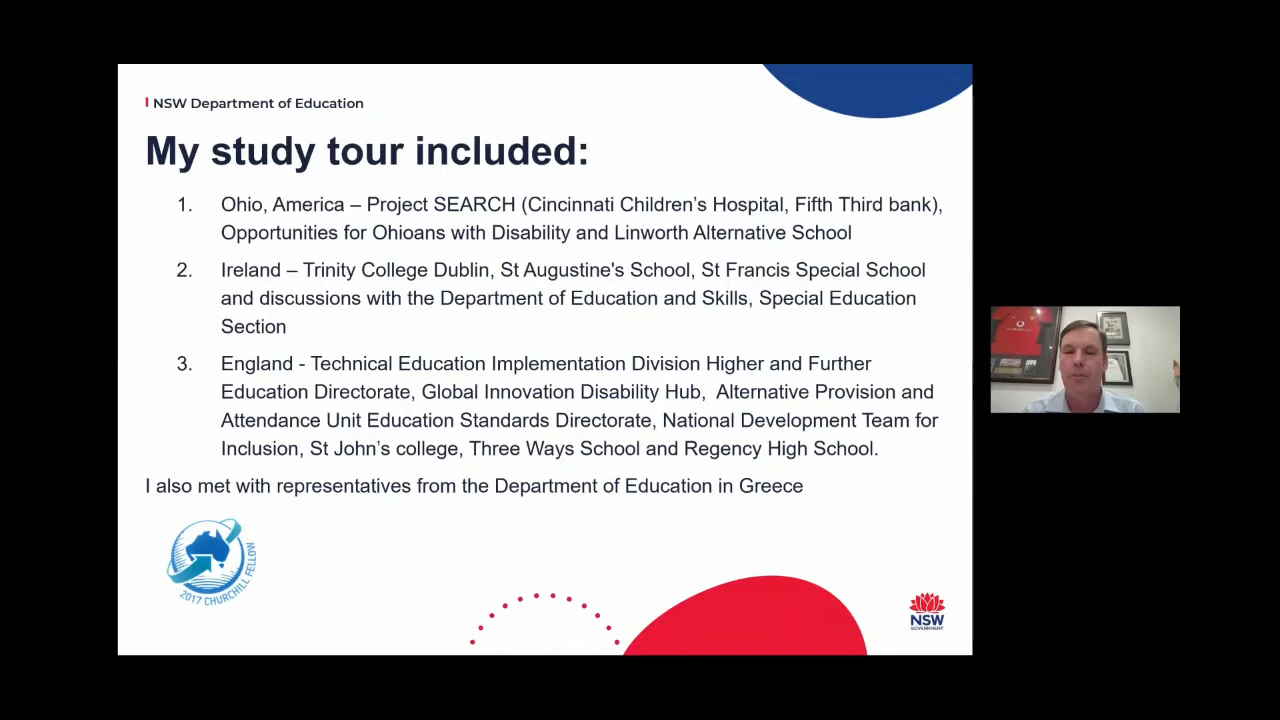 NSW Department of Education
My study tour included:
1. Ohio, America – Project SEARCH (Cincinnati Children’s Hospital, Fifth Third bank),
Opportunities for Ohioans with Disability and Linworth Alternative School
2. Ireland – Trinity College Dublin, St Augustine's School, St Francis Special School
and discussions with the Department of Education and Skills, Special Education
Section
3. England - Technical Education Implementation Division Higher and Further
Education Directorate, Global Innovation Disability Hub, Alternative Provision and
Attendance Unit Education Standards Directorate, National Development Team for
Inclusion, St John’s college, Three Ways School and Regency High School.
I also met with representatives from the Department of Education in Greece
2017 CHURCHILL FELLOW
NSW
GOVERNMENT